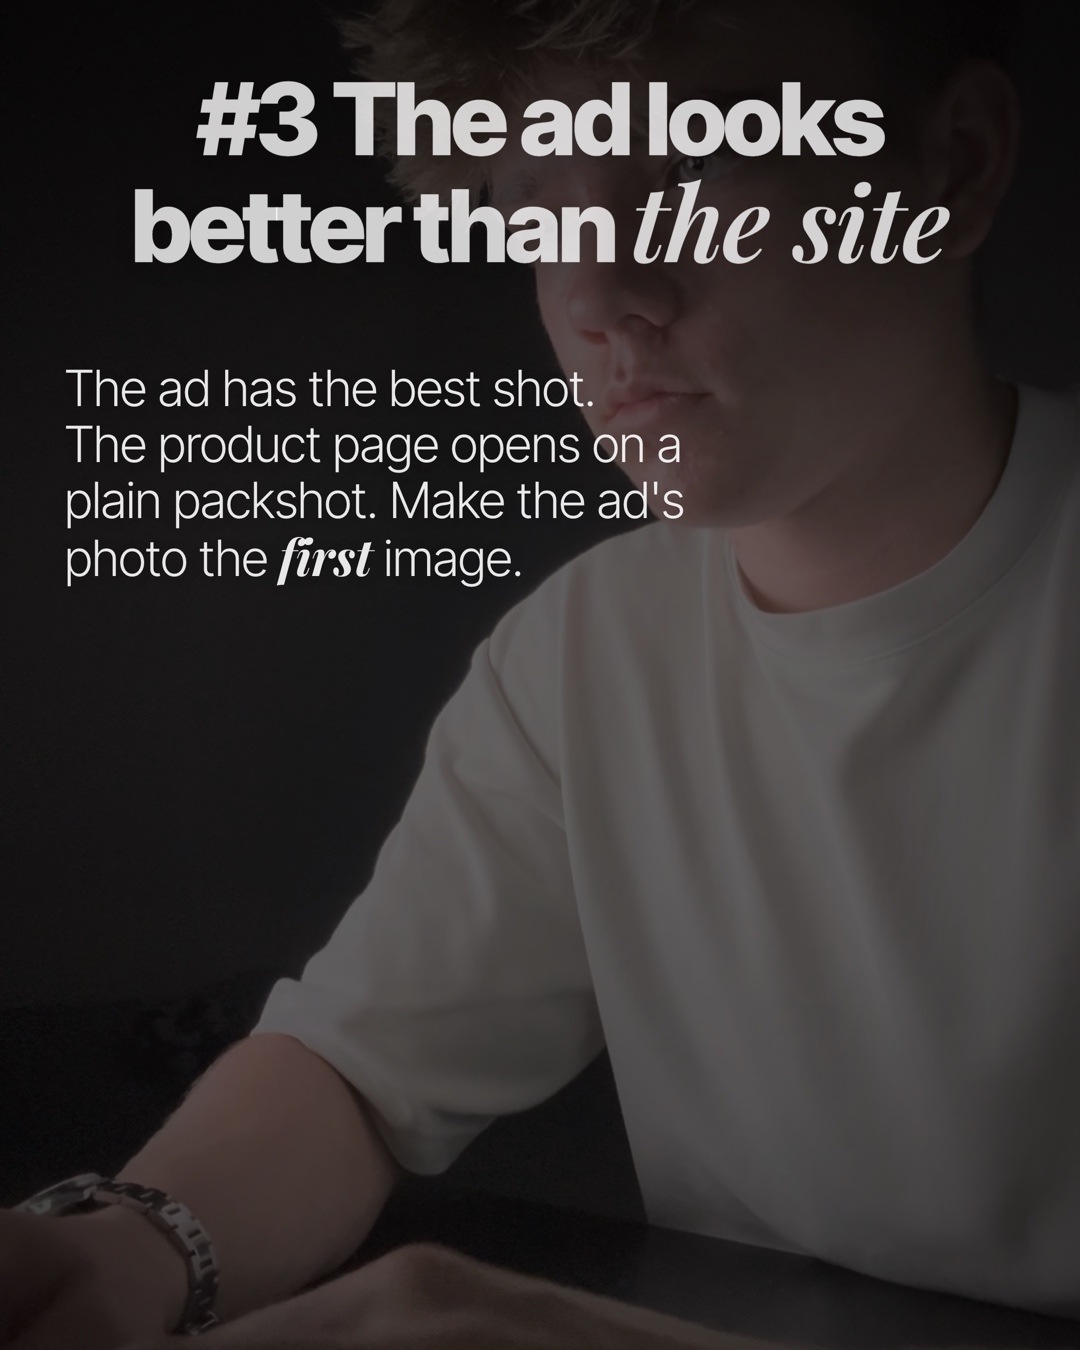 #3 The ad looks
better than the site
The ad has the best shot.
The product page opens on a
plain packshot. Make the ad's
photo the first image.